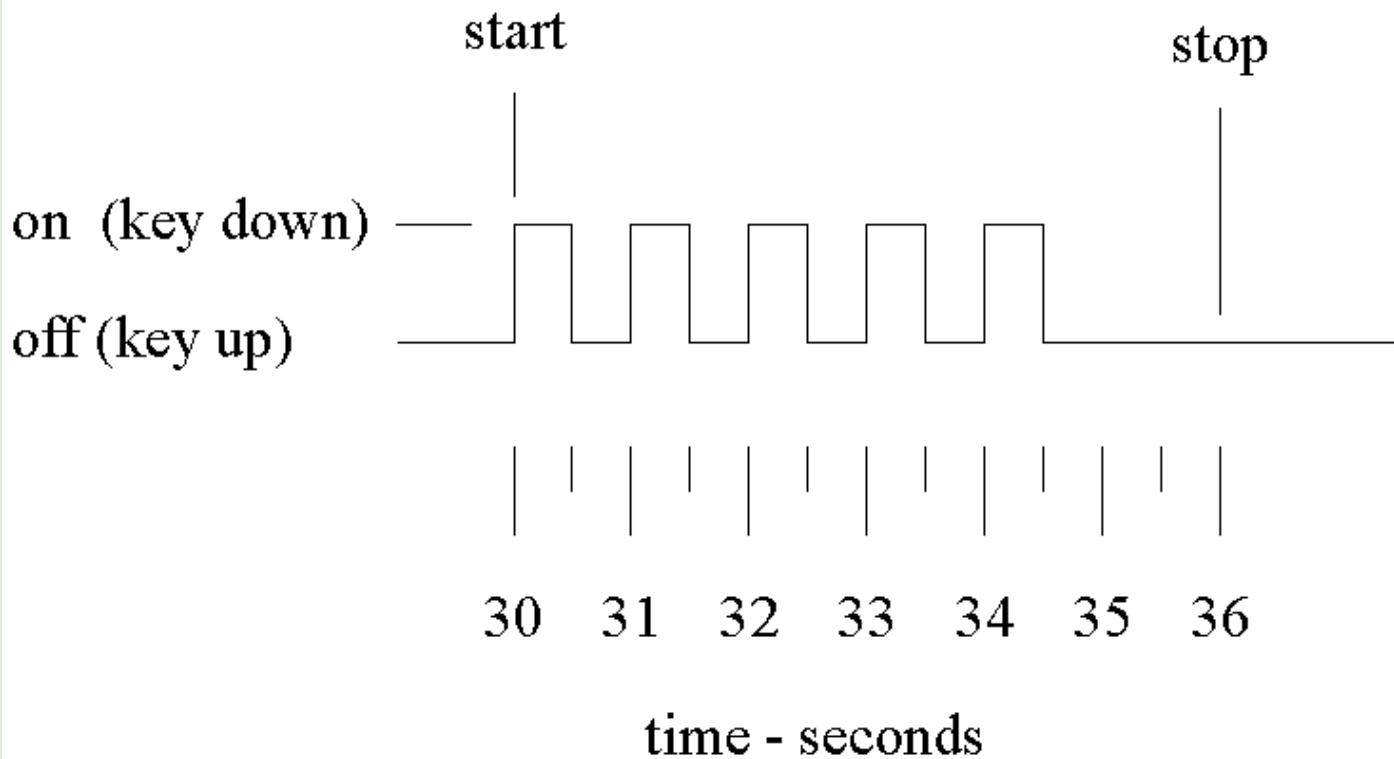 start
stop
on (key down)
off (key up)
30 31 32 33 34 35 36
time - seconds